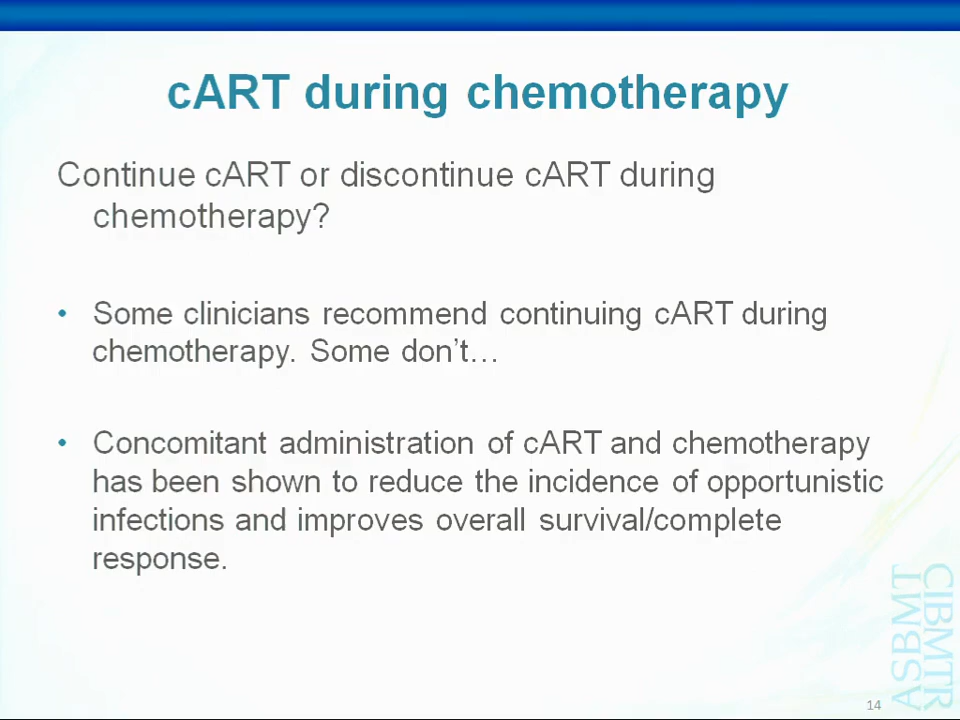 cART during chemotherapy
Continue cART or discontinue cART during
chemotherapy?
• Some clinicians recommend continuing cART during
chemotherapy. Some don’t…
• Concomitant administration of cART and chemotherapy
has been shown to reduce the incidence of opportunistic
infections and improves overall survival/complete
response.
ASBMT
CIBMTR
14